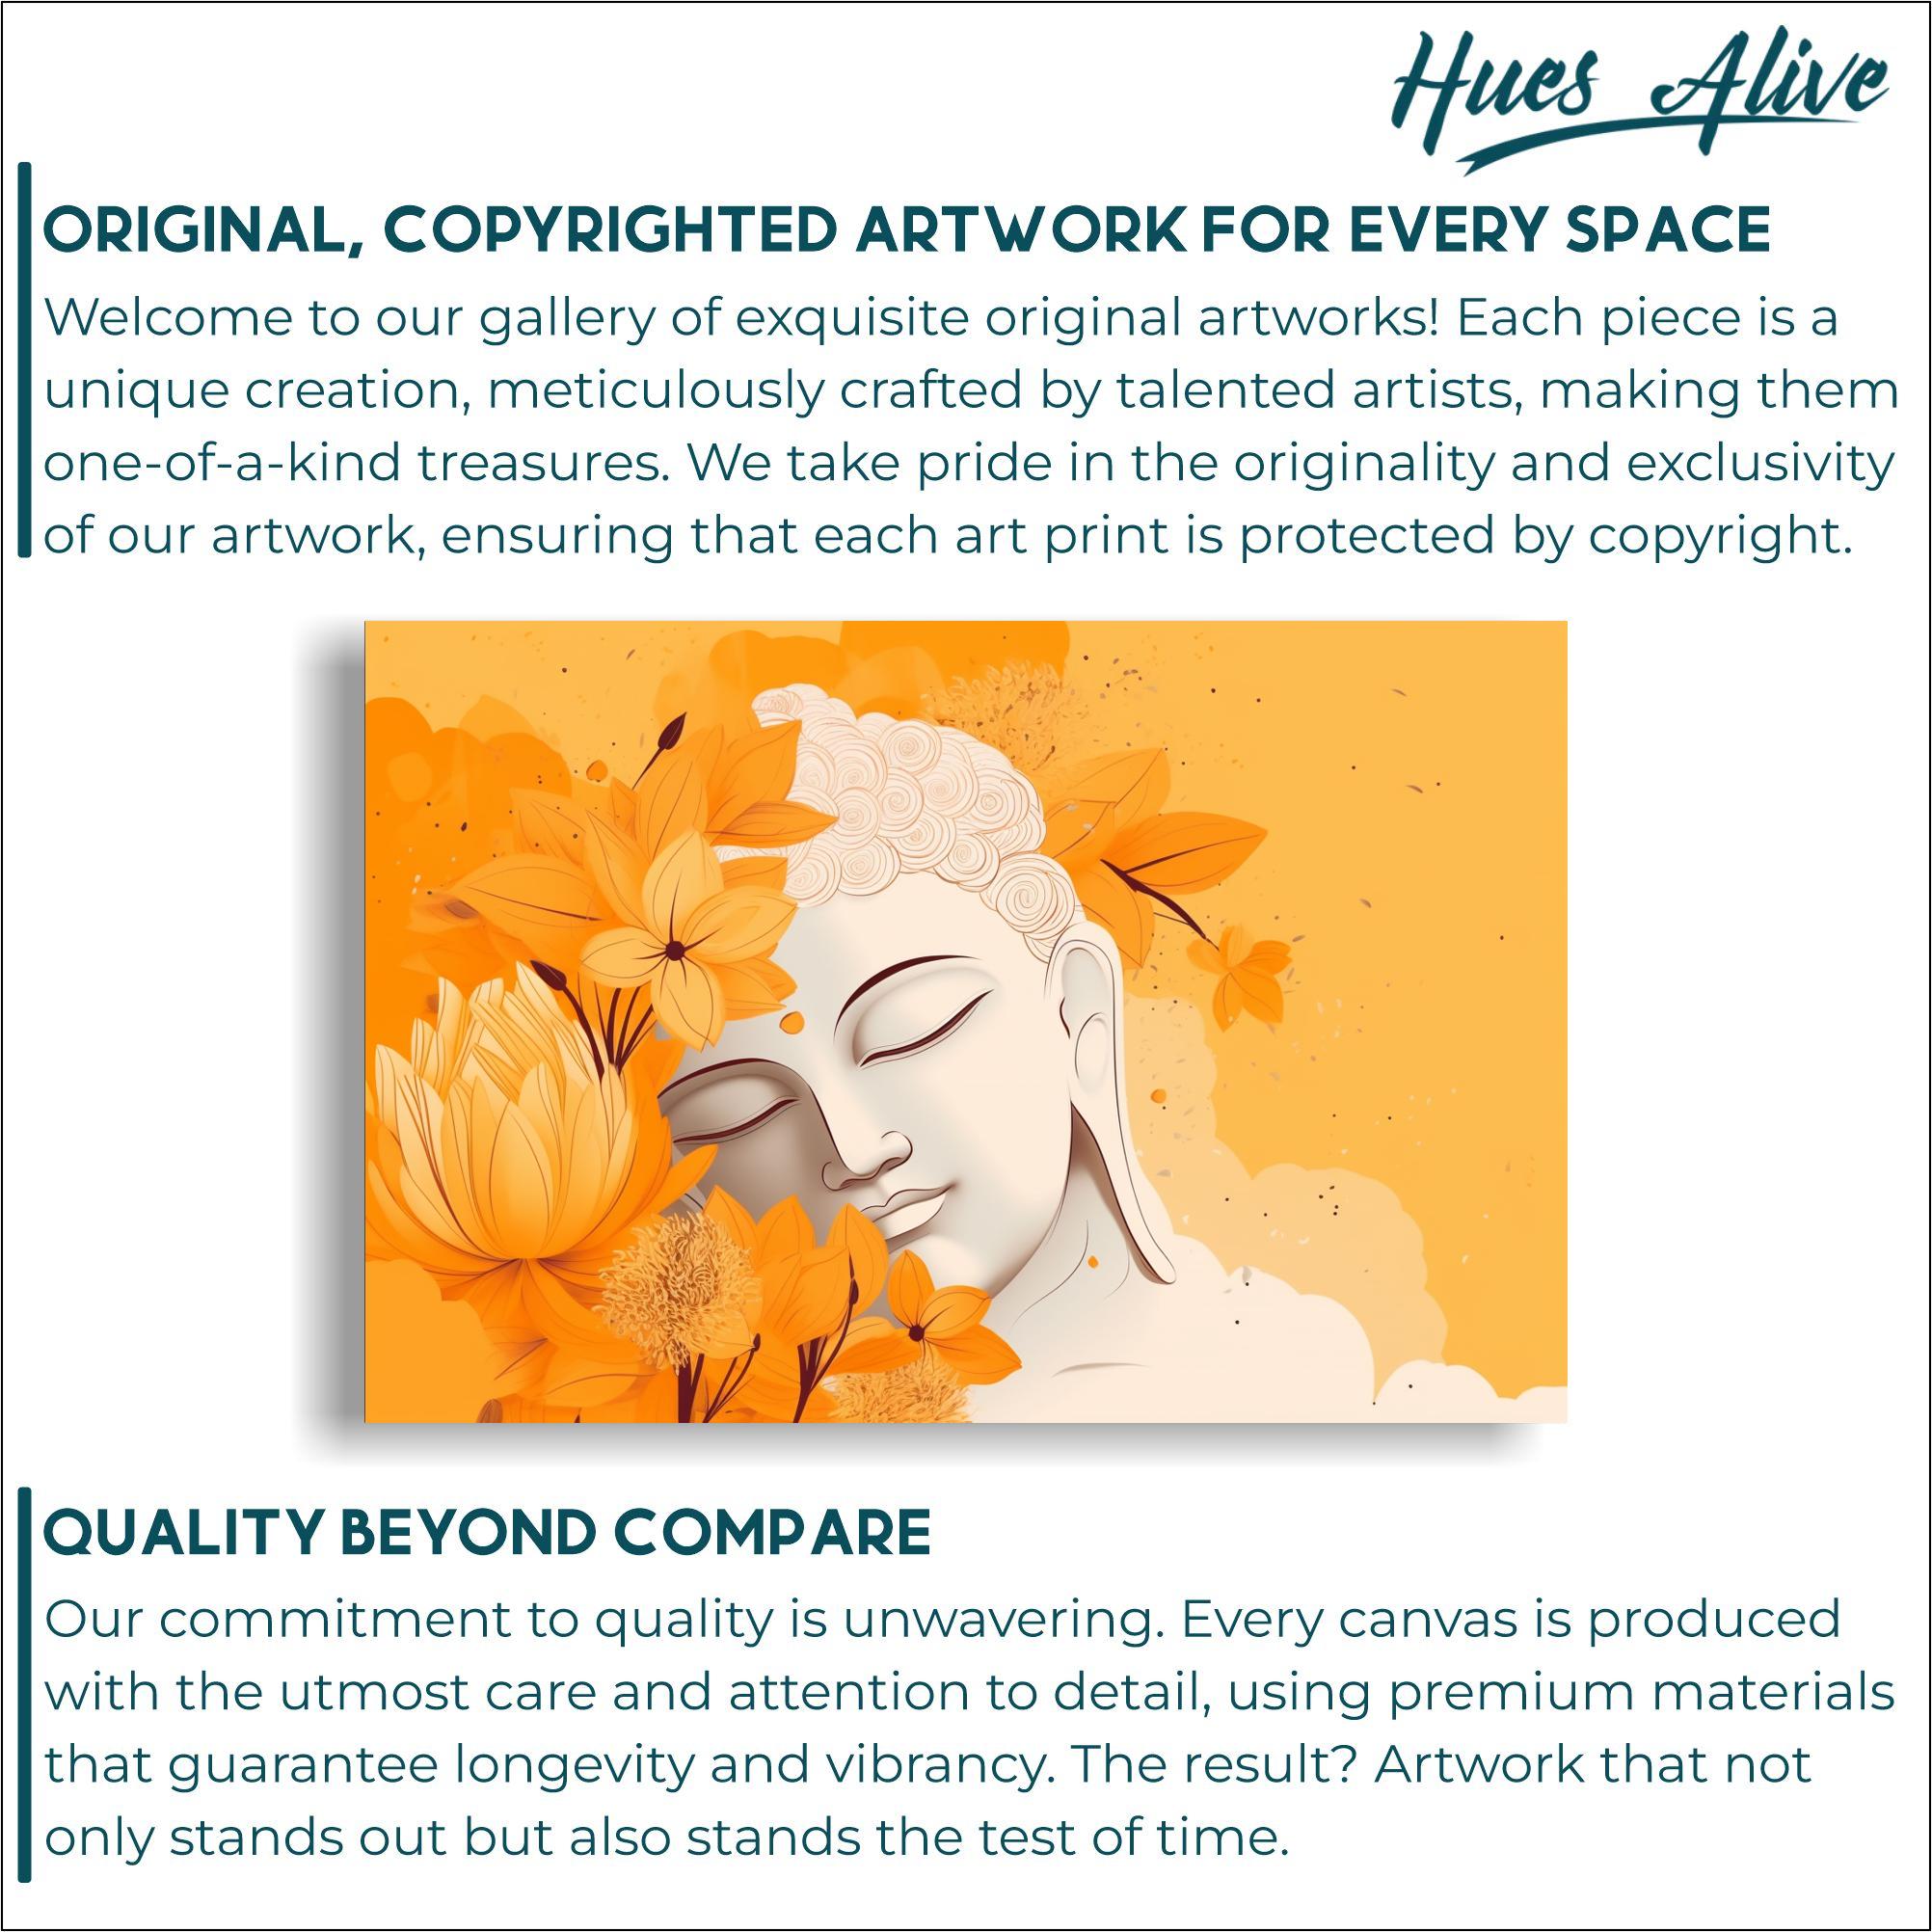 Hues Alive
ORIGINAL, COPYRIGHTED ARTWORK FOR EVERY SPACE
Welcome to our gallery of exquisite original artworks! Each piece is a
unique creation, meticulously crafted by talented artists, making them
one-of-a-kind treasures. We take pride in the originality and exclusivity
of our artwork, ensuring that each art print is protected by copyright.
QUALITY BEYOND COMPARE
Our commitment to quality is unwavering. Every canvas is produced
with the utmost care and attention to detail, using premium materials
that guarantee longevity and vibrancy. The result? Artwork that not
only stands out but also stands the test of time.